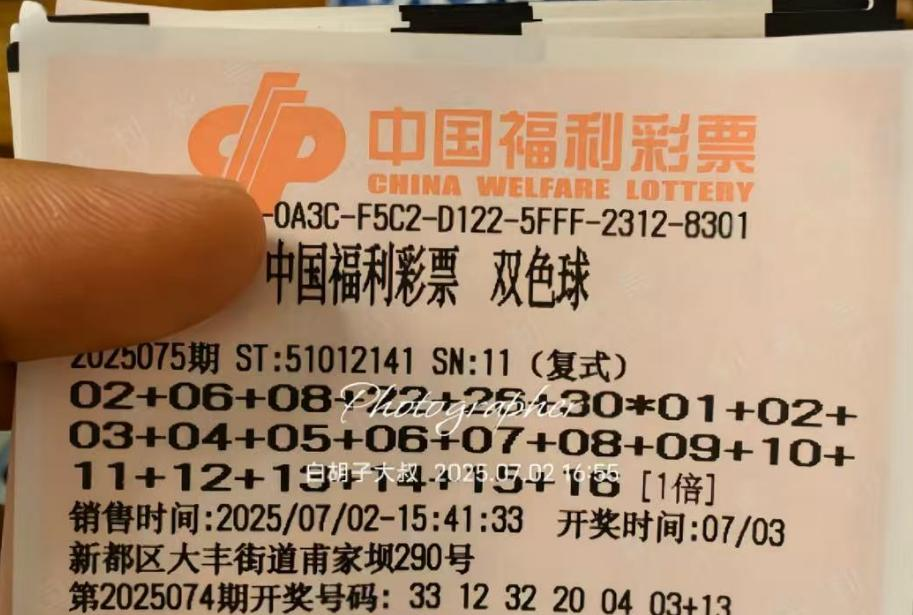 中国福利彩票
CHINA WELFARE LOTTERY
-0A3C-F5C2-D122-5FFF-2312-8301
中国福利彩票 双色球
2025075期 ST:51012141 SN:11 (复式)
02+06+08+ 30*01+02+
Photographer
03+04+05+06+07+08+09+10+
11+12+13+14+15+16 [1倍]
白胡子大叔 2025.07.02 16:55
销售时间:2025/07/02-15:41:33 开奖时间:07/03
新都区大丰街道甫家坝290号
第2025074期开奖号码: 33 12 32 20 04 03+13